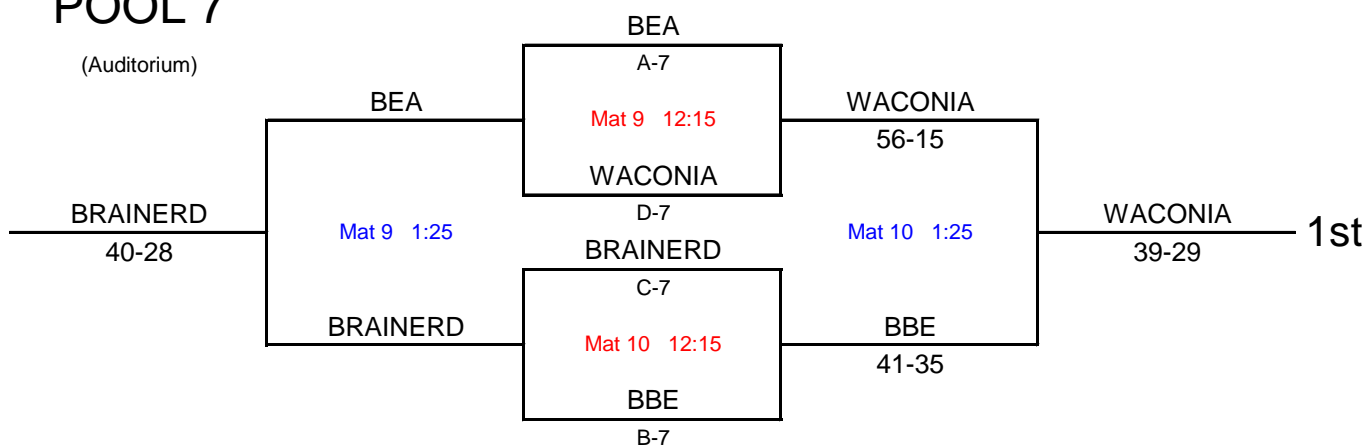 POOL 7
(Auditorium)
BEA
A-7
BEA
Mat 9 12:15
WACONIA
56-15
WACONIA
D-7
BRAINERD
40-28
Mat 9 1:25
Mat 10 1:25
WACONIA
39-29
1st
BRAINERD
C-7
BRAINERD
Mat 10 12:15
BBE
41-35
BBE
B-7